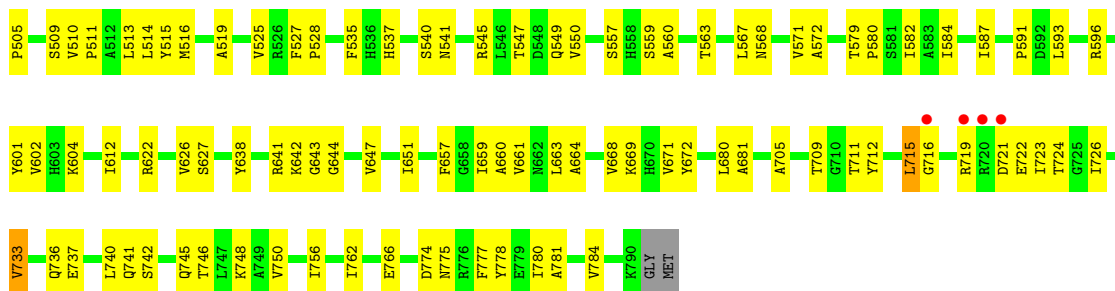 P505 S509 V510 P511 A512 L513 L514 Y515 M516 A519 V525 R526 F527 P528 F535 H536 H537 S540 N541 R545 L546 T547 D548 Q549 V550 S557 H558 S559 A560 T563 L567 N568 V571 A572 T579 P580 S581 I582 A583 I584 I587 P591 D592 L593 R596
Y601 V602 H603 K604 I612 R622 V626 S627 Y638 R641 K642 G643 G644 V647 I651 F657 G658 I659 A660 V661 N662 L663 A664 V668 K669 H670 V671 Y672 L680 A681 A705 T709 G710 T711 Y712 L715 G716 R719 R720 D721 E722 I723 T724 G725 I726
V733 Q736 E737 L740 Q741 S742 Q745 T746 L747 K748 A749 V750 I756 I762 E766 D774 N775 R776 F777 Y778 E779 I780 A781 V784 K790 GLY MET